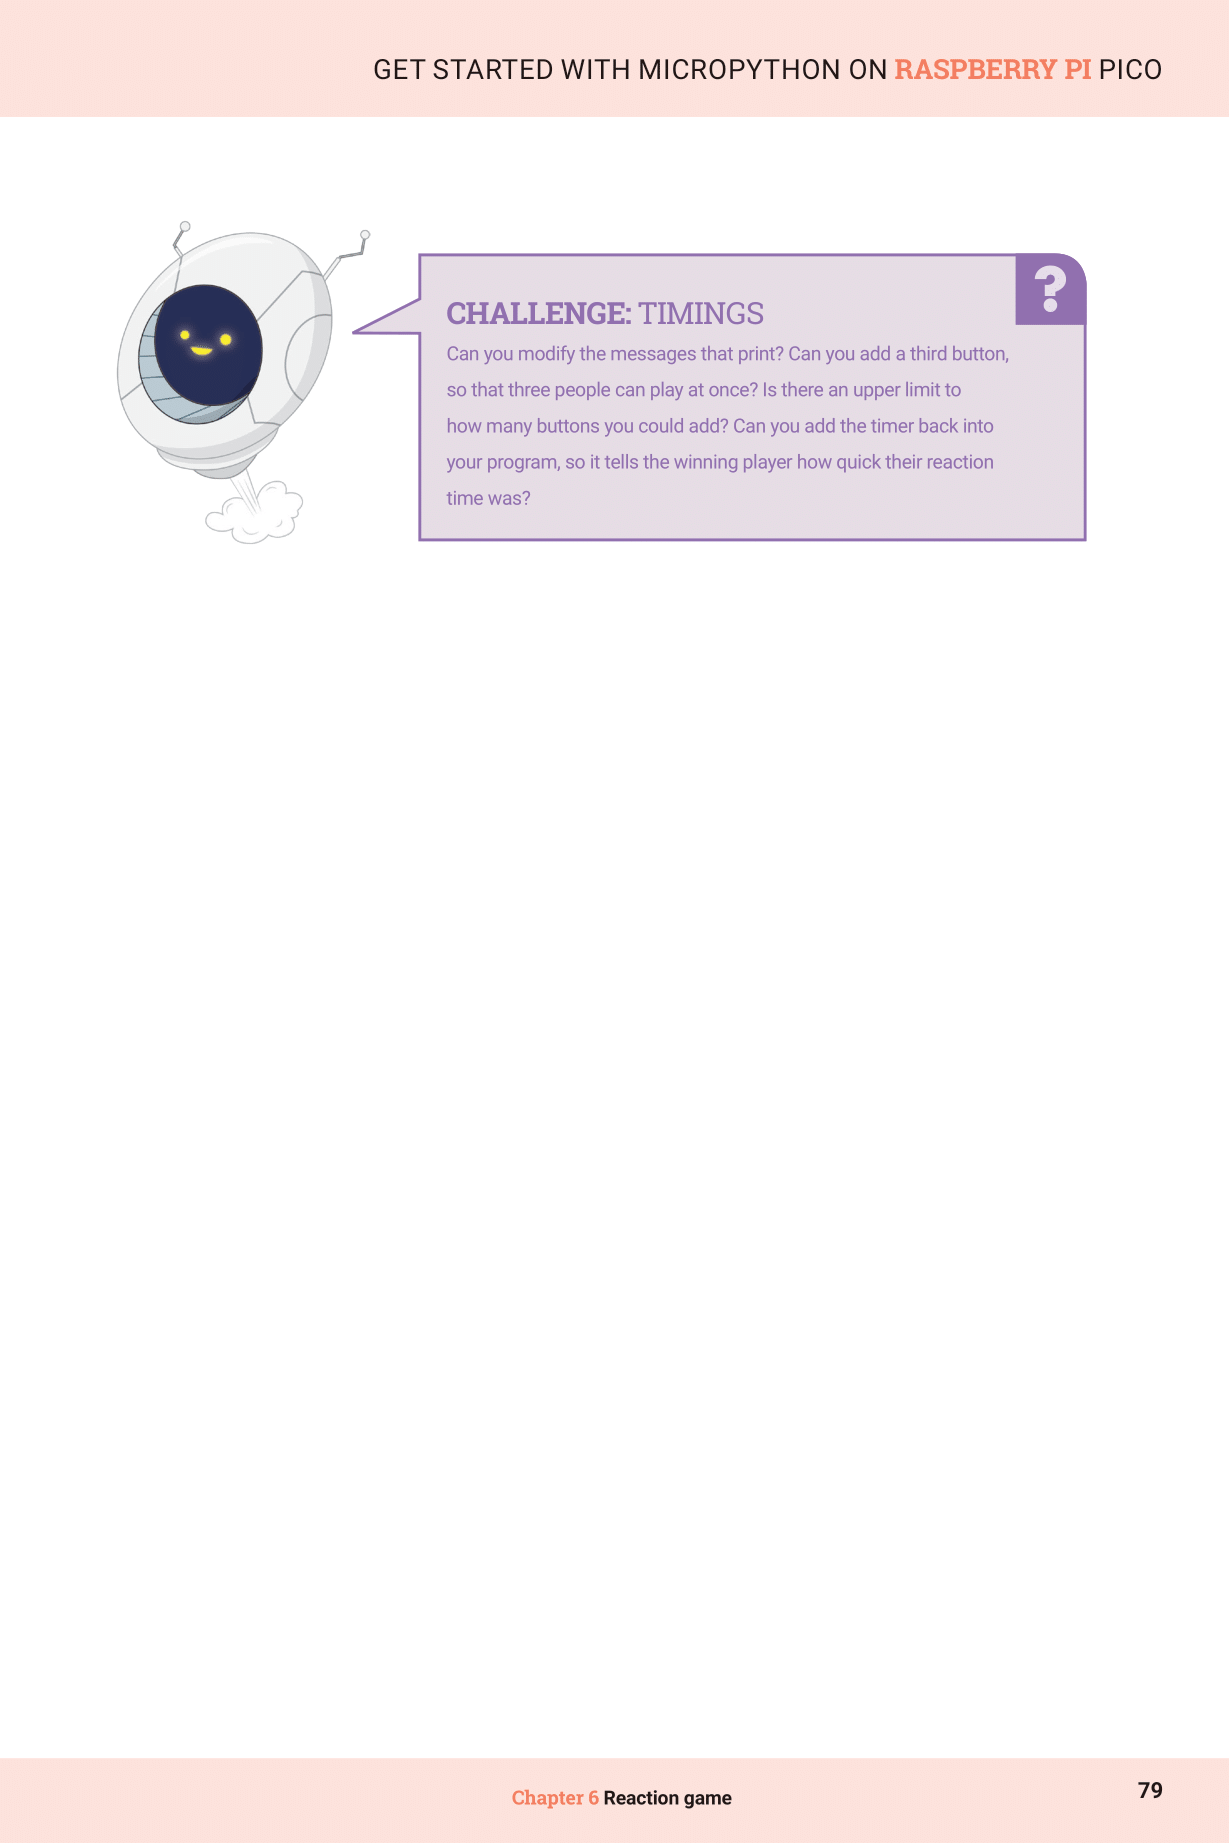 GET STARTED WITH MICROPYTHON ON RASPBERRY PI PICO
?
CHALLENGE: TIMINGS
Can you modify the messages that print? Can you add a third button,
so that three people can play at once? Is there an upper limit to
how many buttons you could add? Can you add the timer back into
your program, so it tells the winning player how quick their reaction
time was?
Chapter 6 Reaction game
79